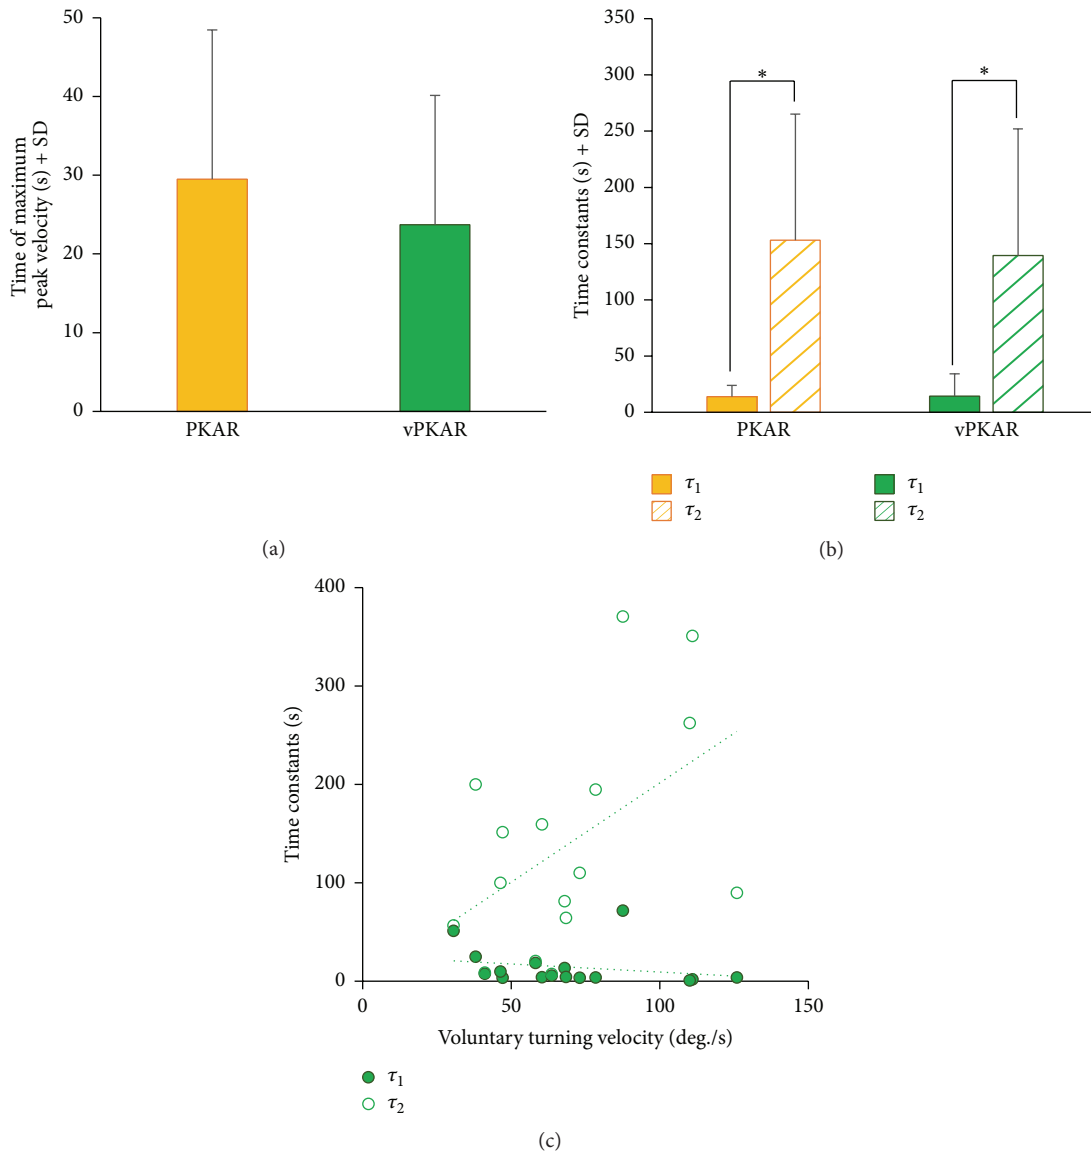 50
40
30
20
10
0
Time of maximum
peak velocity (s) + SD
PKAR
vPKAR
(a)
350
300
250
200
150
100
50
0
Time constants (s) + SD
*
*
PKAR
vPKAR
τ1
τ2
τ1
τ2
(b)
400
300
200
100
0
Time constants (s)
0
50
100
150
Voluntary turning velocity (deg./s)
τ1
τ2
(c)